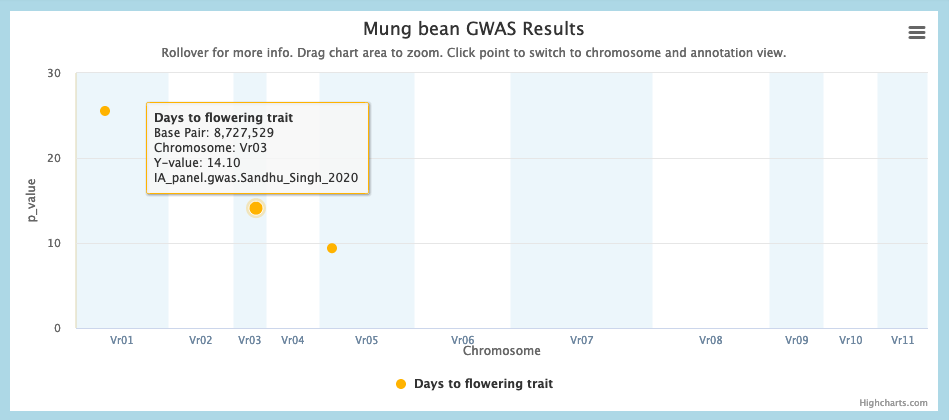 Mung bean GWAS Results
Rollover for more info. Drag chart area to zoom. Click point to switch to chromosome and annotation view.
30
20
10
0
p_value
Days to flowering trait
Base Pair: 8,727,529
Chromosome: Vr03
Y-value: 14.10
IA_panel.gwas.Sandhu_Singh_2020
Vr01 Vr02 Vr03 Vr04 Vr05 Vr06 Vr07 Vr08 Vr09 Vr10 Vr11
Chromosome
Days to flowering trait
Highcharts.com